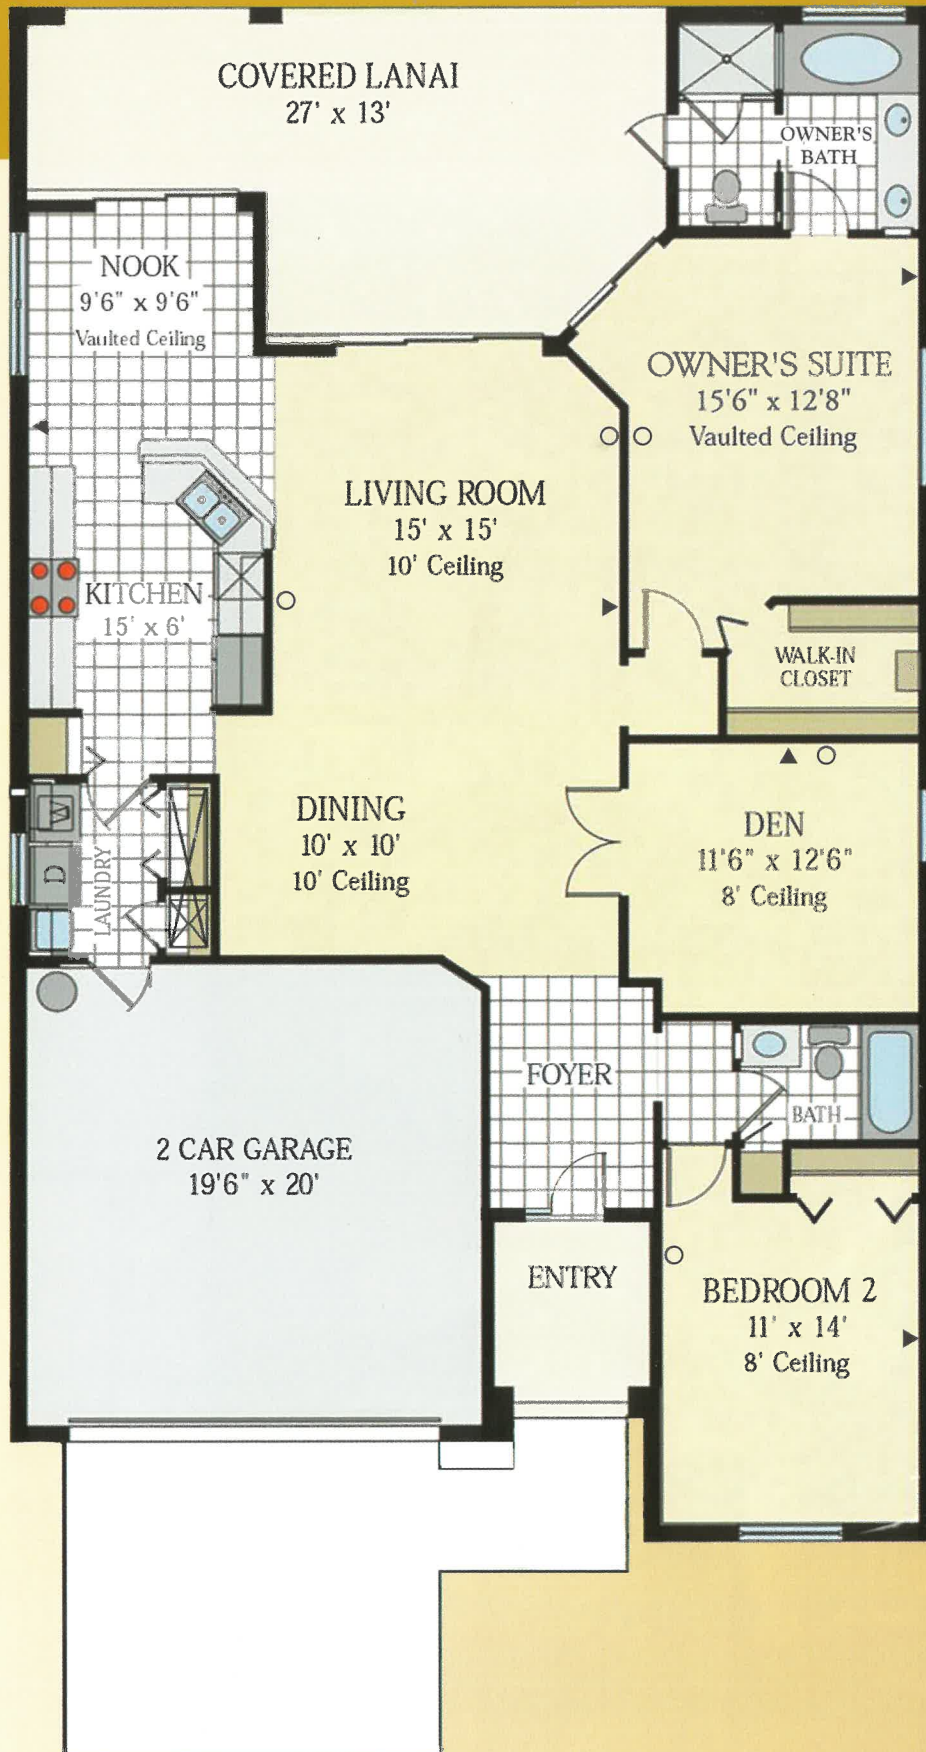 COVERED LANAI
27' x 13'
OWNER'S
BATH
NOOK
9'6" x 9'6"
Vaulted Ceiling
OWNER'S SUITE
15'6" x 12'8"
Vaulted Ceiling
LIVING ROOM
15' x 15'
10' Ceiling
KITCHEN
15' x 6'
WALK-IN
CLOSET
W
D
LAUNDRY
DINING
10' x 10'
10' Ceiling
DEN
11'6" x 12'6"
8' Ceiling
FOYER
BATH
2 CAR GARAGE
19'6" x 20'
ENTRY
BEDROOM 2
11' x 14'
8' Ceiling